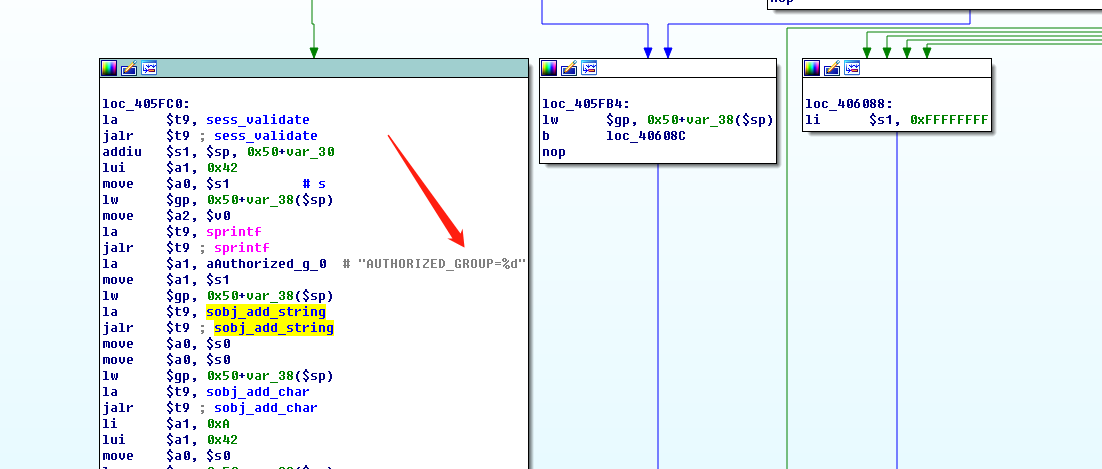 nop
loc_405FC0:
la $t9, sess_validate
jalr $t9 ; sess_validate
addiu $s1, $sp, 0x50+var_30
lui $a1, 0x42
move $a0, $s1 # s
lw $gp, 0x50+var_38($sp)
move $a2, $v0
la $t9, sprintf
jalr $t9 ; sprintf
la $a1, aAuthorized_g_0 # "AUTHORIZED_GROUP=%d"
move $a1, $s1
lw $gp, 0x50+var_38($sp)
la $t9, sobj_add_string
jalr $t9 ; sobj_add_string
move $a0, $s0
move $a0, $s0
lw $gp, 0x50+var_38($sp)
la $t9, sobj_add_char
jalr $t9 ; sobj_add_char
li $a1, 0xA
lui $a1, 0x42
move $a0, $s0
loc_405FB4:
lw $gp, 0x50+var_38($sp)
b loc_40608C
nop
loc_406088:
li $s1, 0xFFFFFFFF